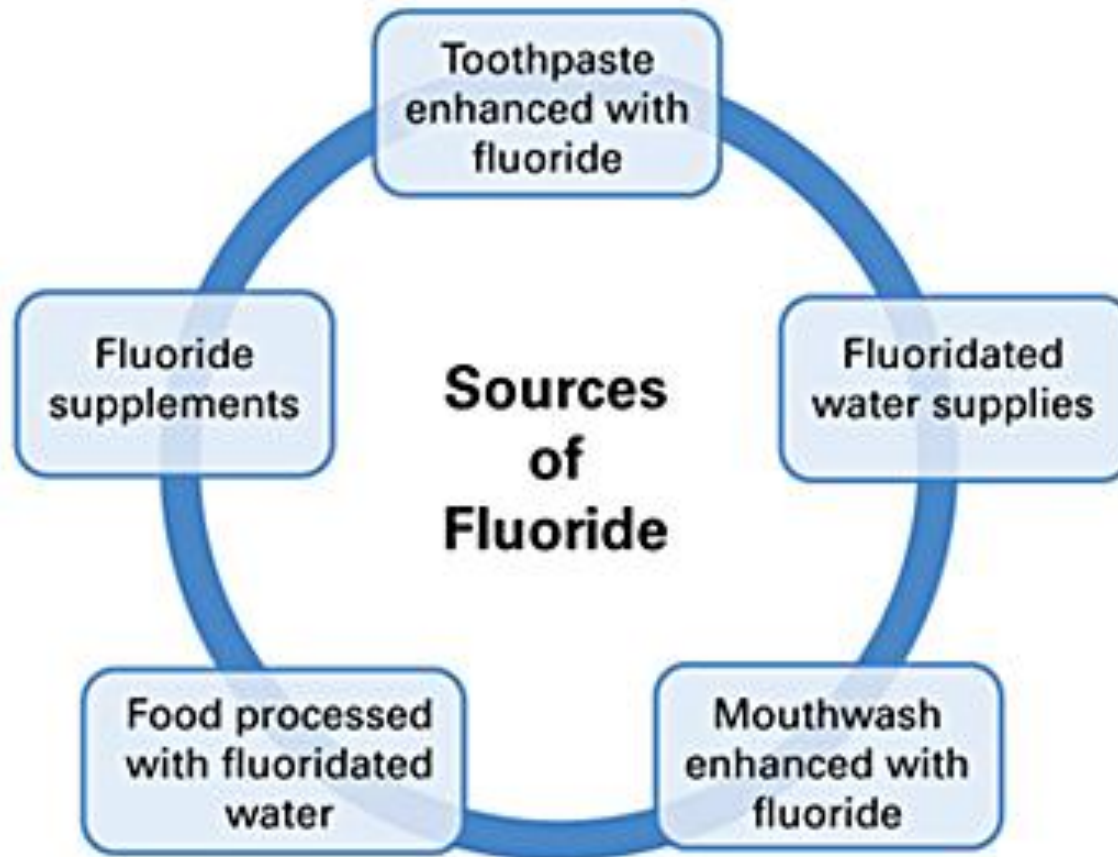 Toothpaste
enhanced with
fluoride
Fluoride
supplements
Sources
of
Fluoride
Fluoridated
water supplies
Food processed
with fluoridated
water
Mouthwash
enhanced with
fluoride